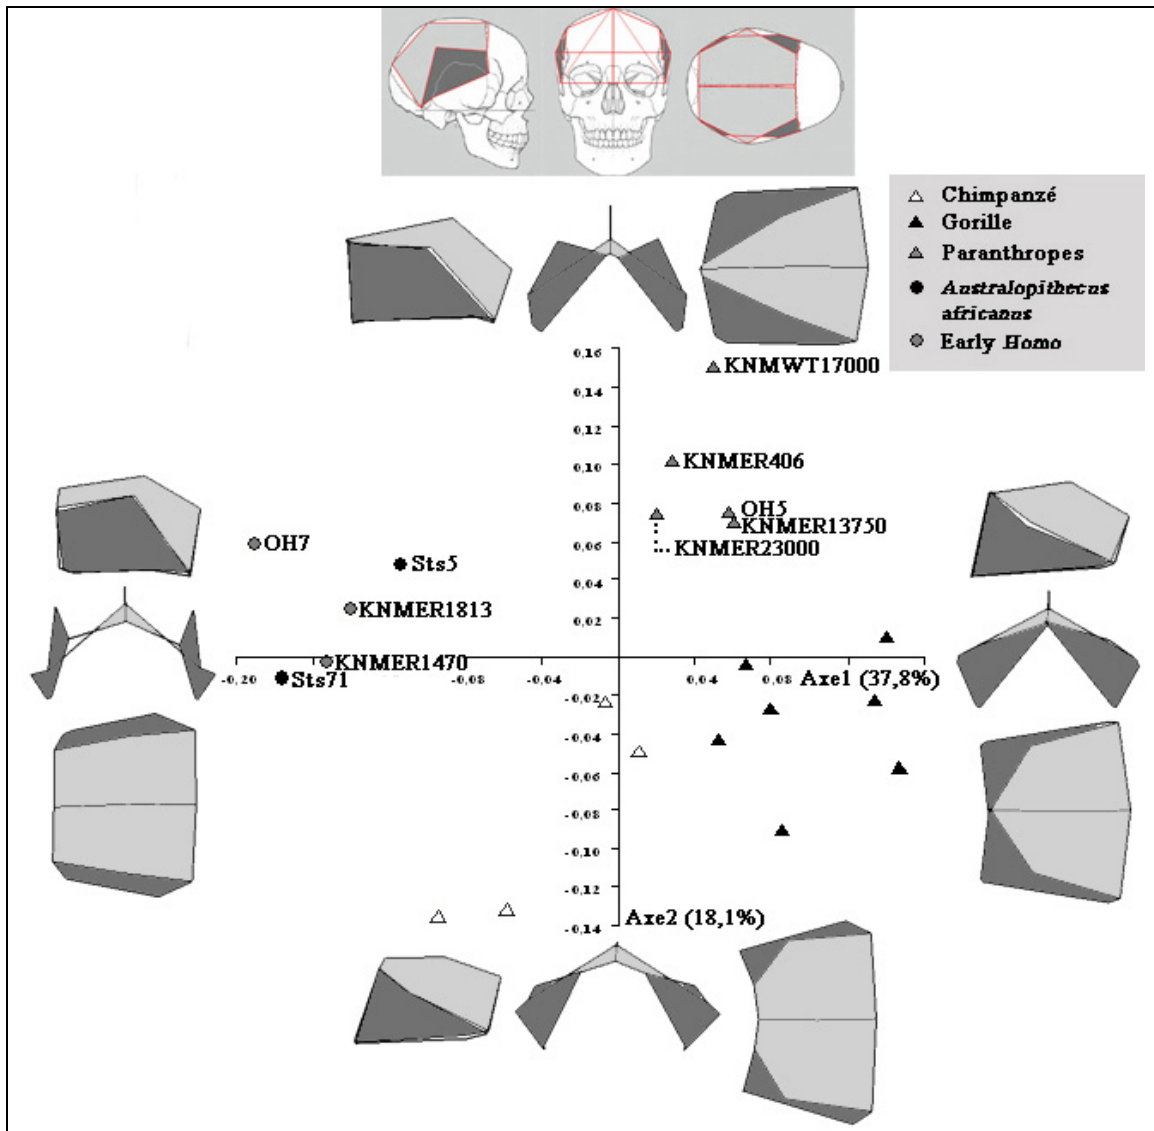 Chimpanzé
Gorille
Paranthropes
Australopithecus
africanus
Early Homo
0,16
KNMWT17000
0,14
0,12
0,10
KNMER406
0,08
OH5
KNMER13750
0,06
KNMER23000
OH7
Sts5
0,04
0,02
KNMER1813
KNMER1470
-0,20
-0,08
-0,04
0,04
0,08
Axe1 (37,8%)
Sts71
-0,02
-0,04
-0,06
-0,08
-0,10
-0,12
-0,14
Axe2 (18,1%)